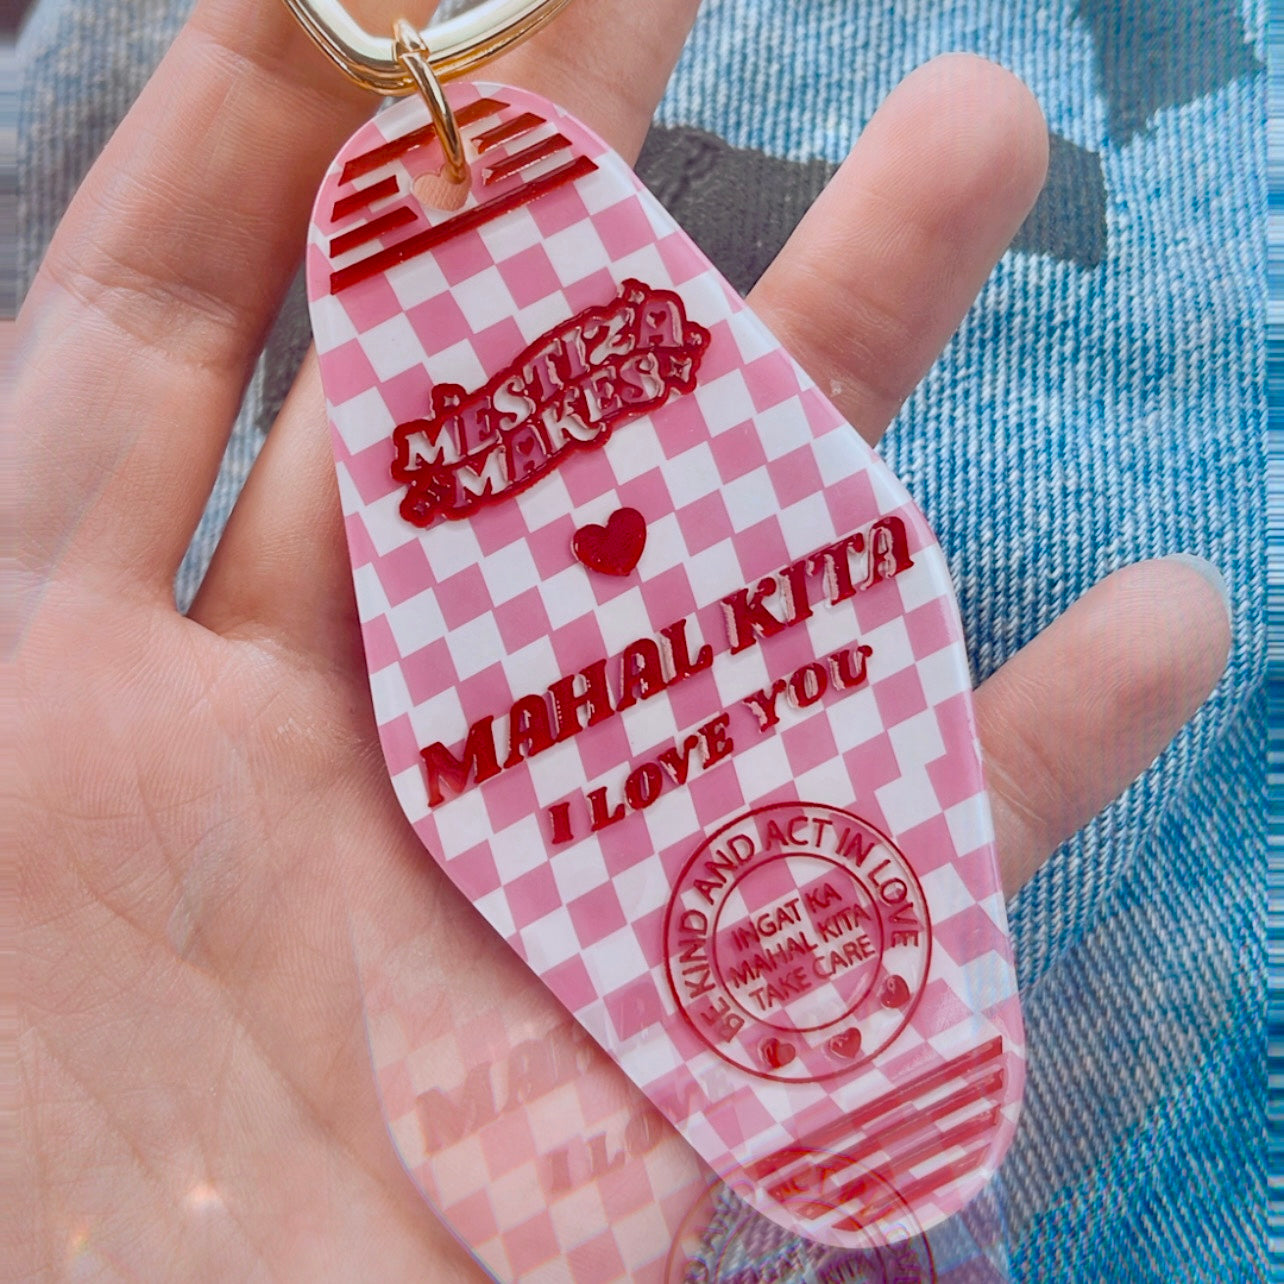 MESTIZA
MAKES
MAHAL KITA
I LOVE YOU
BE KIND AND ACT IN LOVE
INGAT KA
MAHAL KITA
TAKE CARE